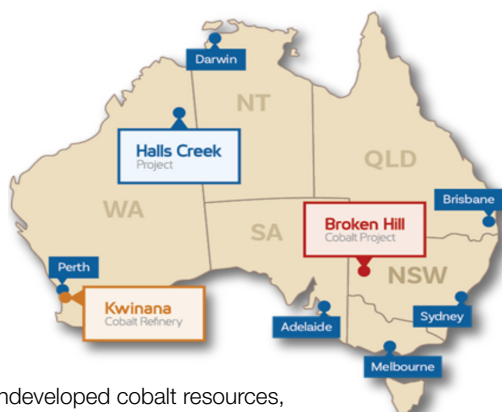 Darwin
NT
Halls Creek
Project
QLD
WA
Brisbane
SA
Broken Hill
Cobalt Project
NSW
Perth
Kwinana
Cobalt Refinery
Adelaide
Sydney
Melbourne
ndeveloped cobalt resources,